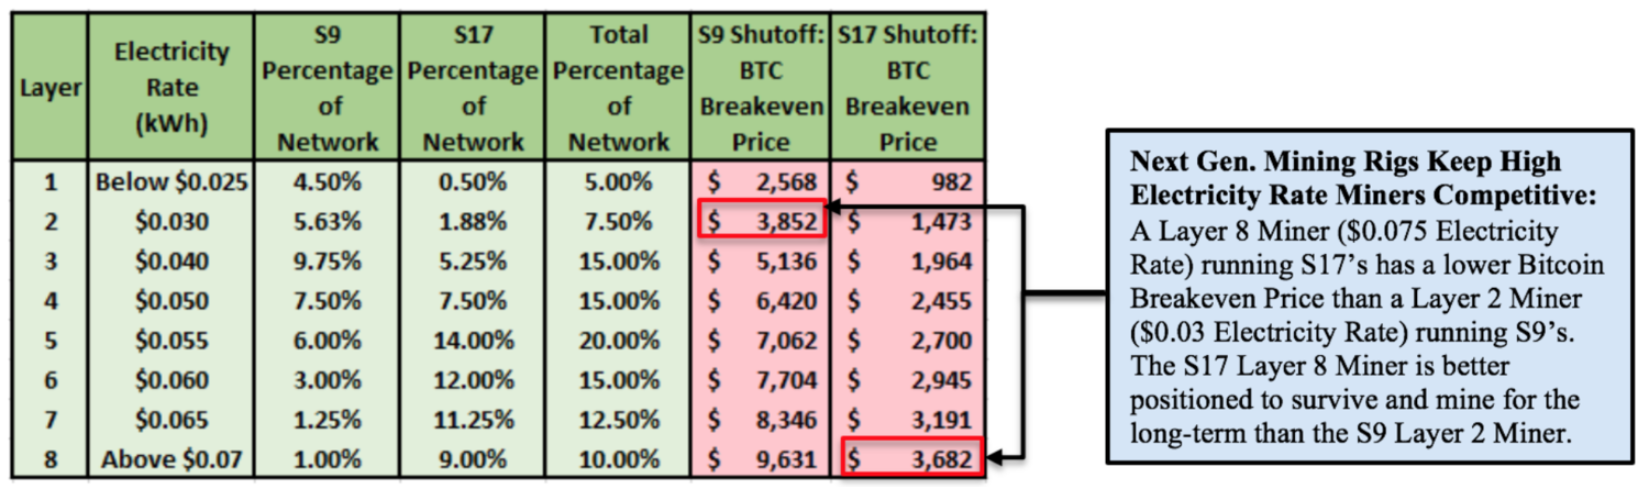 Layer Electricity Rate (kWh) S9 Percentage of Network S17 Percentage of Network Total Percentage of Network S9 Shutoff: BTC Breakeven Price S17 Shutoff: BTC Breakeven Price
1 Below $0.025 4.50% 0.50% 5.00% $ 2,568 $ 982
2 $0.030 5.63% 1.88% 7.50% $ 3,852 $ 1,473
3 $0.040 9.75% 5.25% 15.00% $ 5,136 $ 1,964
4 $0.050 7.50% 7.50% 15.00% $ 6,420 $ 2,455
5 $0.055 6.00% 14.00% 20.00% $ 7,062 $ 2,700
6 $0.060 3.00% 12.00% 15.00% $ 7,704 $ 2,945
7 $0.065 1.25% 11.25% 12.50% $ 8,346 $ 3,191
8 Above $0.07 1.00% 9.00% 10.00% $ 9,631 $ 3,682
Next Gen. Mining Rigs Keep High
Electricity Rate Miners Competitive:
A Layer 8 Miner ($0.075 Electricity
Rate) running S17's has a lower Bitcoin
Breakeven Price than a Layer 2 Miner
($0.03 Electricity Rate) running S9's.
The S17 Layer 8 Miner is better
positioned to survive and mine for the
long-term than the S9 Layer 2 Miner.